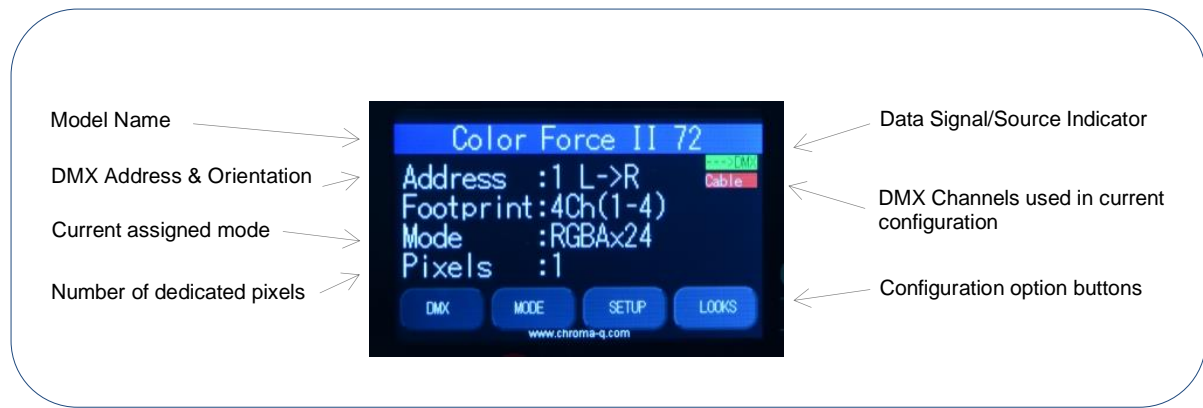 Model Name
DMX Address & Orientation
Current assigned mode
Number of dedicated pixels
Color Force II 72
Address :1 L->R
Footprint:4Ch(1-4)
Mode :RGBAx24
Pixels :1
--->DMX
Cable
DMX
MODE
SETUP
LOOKS
www.chroma-q.com
Data Signal/Source Indicator
DMX Channels used in current
configuration
Configuration option buttons